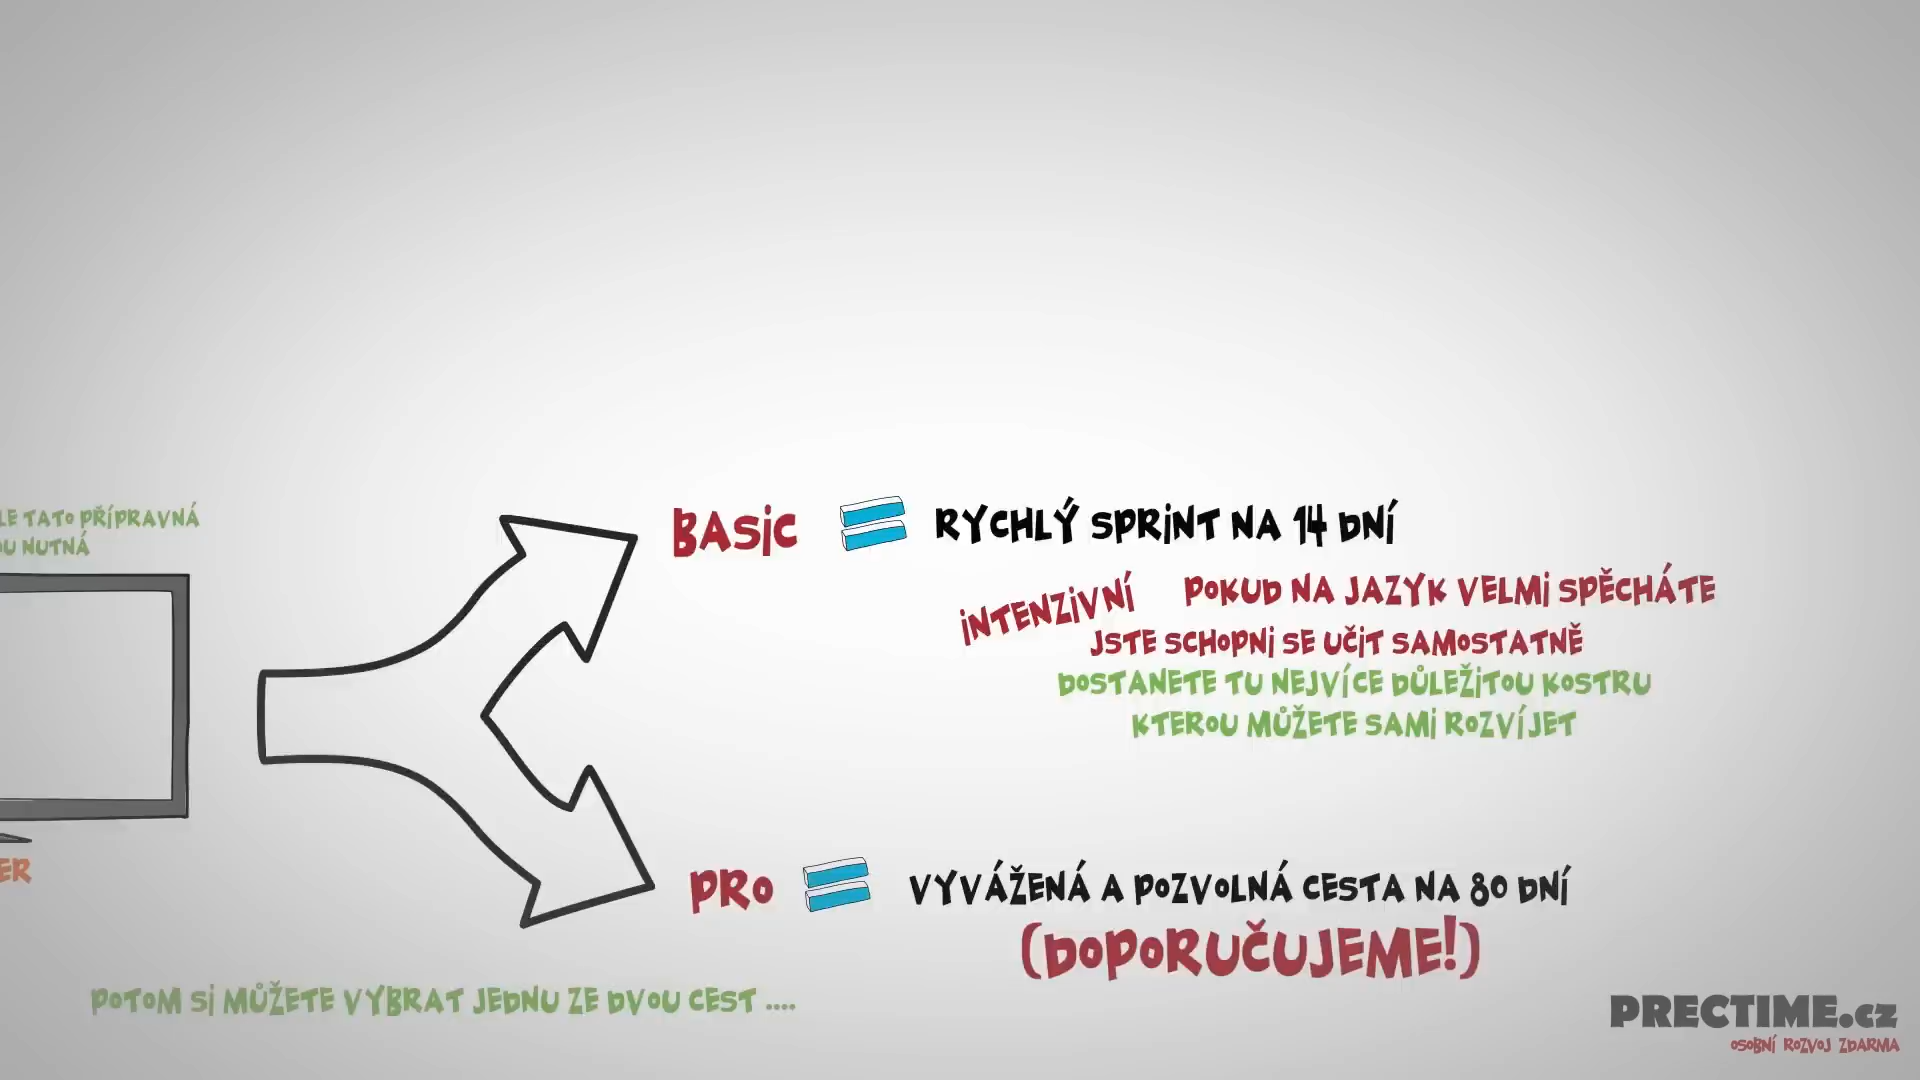 LE TATO PŘÍPRAVNÁ
OU NUTNÁ
ER
BASIC
RYCHLÝ SPRINT NA 14 DNÍ
INTENZIVNÍ
POKUD NA JAZYK VELMI SPĚCHÁTE
JSTE SCHOPNI SE UČIT SAMOSTATNĚ
DOSTANETE TU NEJVÍCE DŮLEŽITOU KOSTRU
KTEROU MŮŽETE SAMI ROZVÍJET
PRO
VYVÁŽENÁ A POZVOLNÁ CESTA NA 80 DNÍ
(DOPORUČUJEME!)
POTOM SI MŮŽETE VYBRAT JEDNU ZE DVOU CEST ....
PRECTIME.cz
OSOBNÍ ROZVOJ ZDARMA